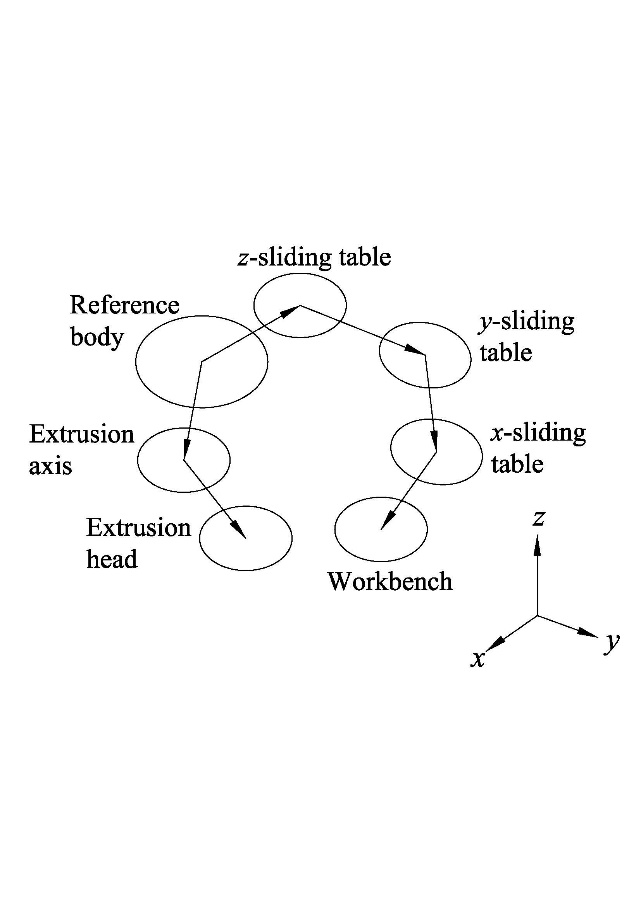 z-sliding table
Reference
body
y-sliding
table
Extrusion
axis
x-sliding
table
Extrusion
head
Workbench
z
x
y